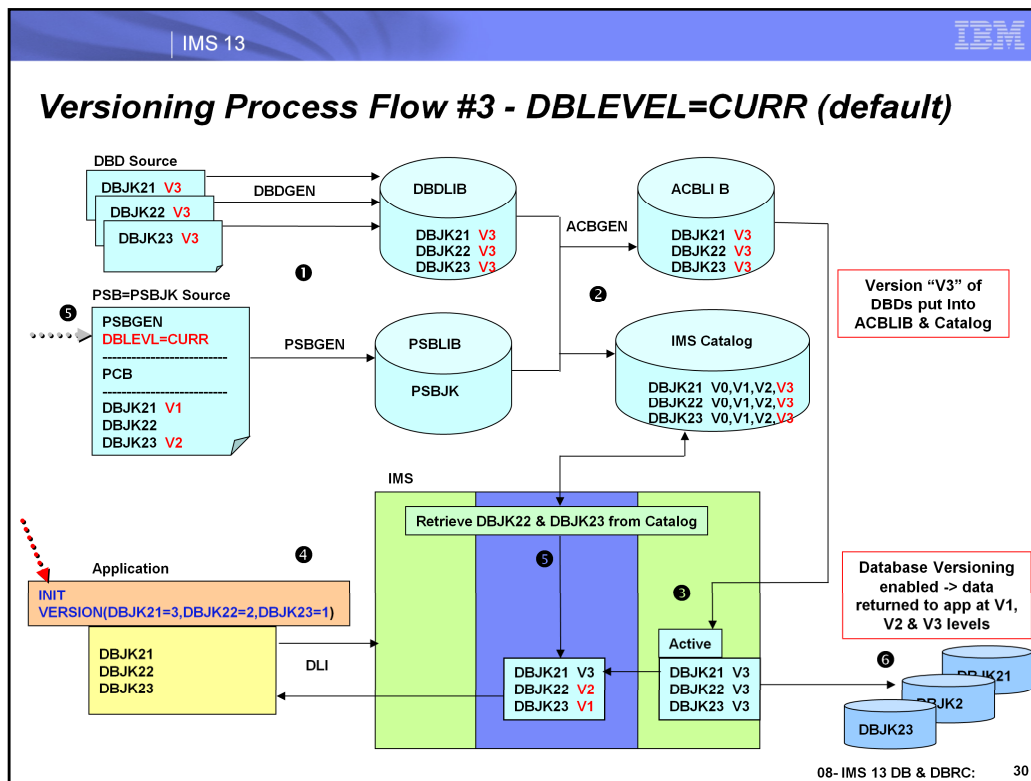 IMS 13
IBM
Versioning Process Flow #3 - DBLEVEL=CURR (default)
DBD Source
DBJK21 V3
DBJK22 V3
DBJK23 V3
DBDGEN
DBDLIB
DBJK21 V3
DBJK22 V3
DBJK23 V3
ACBGEN
ACBLI B
DBJK21 V3
DBJK22 V3
DBJK23 V3
❶
❷
Version “V3” of
DBDs put Into
ACBLIB & Catalog
❺
PSB=PSBJK Source
PSBGEN
DBLEVL=CURR
----------------------------
PCB
----------------------------
DBJK21 V1
DBJK22
DBJK23 V2
PSBGEN
PSBLIB
PSBJK
IMS Catalog
DBJK21 V0,V1,V2,V3
DBJK22 V0,V1,V2,V3
DBJK23 V0,V1,V2,V3
IMS
Retrieve DBJK22 & DBJK23 from Catalog
❹
Application
INIT
VERSION(DBJK21=3,DBJK22=2,DBJK23=1)
DBJK21
DBJK22
DBJK23
DLI
❺
❸
Active
DBJK21 V3
DBJK22 V2
DBJK23 V1
DBJK21 V3
DBJK22 V3
DBJK23 V3
Database Versioning
enabled -> data
returned to app at V1,
V2 & V3 levels
❻
DBJK21
DBJK2
DBJK23
08- IMS 13 DB & DBRC: 30